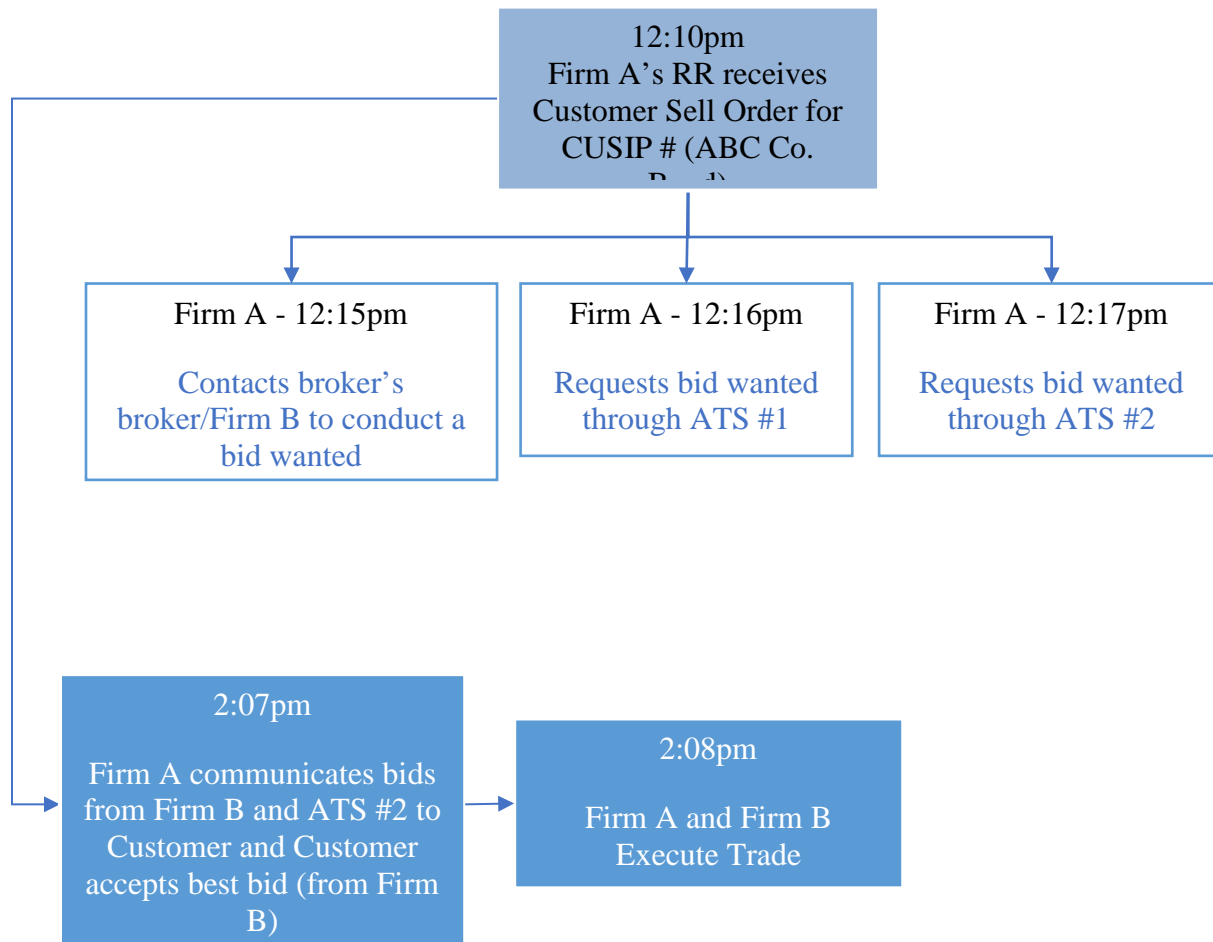 12:10pm
Firm A’s RR receives
Customer Sell Order for
CUSIP # (ABC Co.
Firm A - 12:15pm
Contacts broker’s
broker/Firm B to conduct a
bid wanted
Firm A - 12:16pm
Requests bid wanted
through ATS #1
Firm A - 12:17pm
Requests bid wanted
through ATS #2
2:07pm
Firm A communicates bids
from Firm B and ATS #2 to
Customer and Customer
accepts best bid (from Firm
B)
2:08pm
Firm A and Firm B
Execute Trade